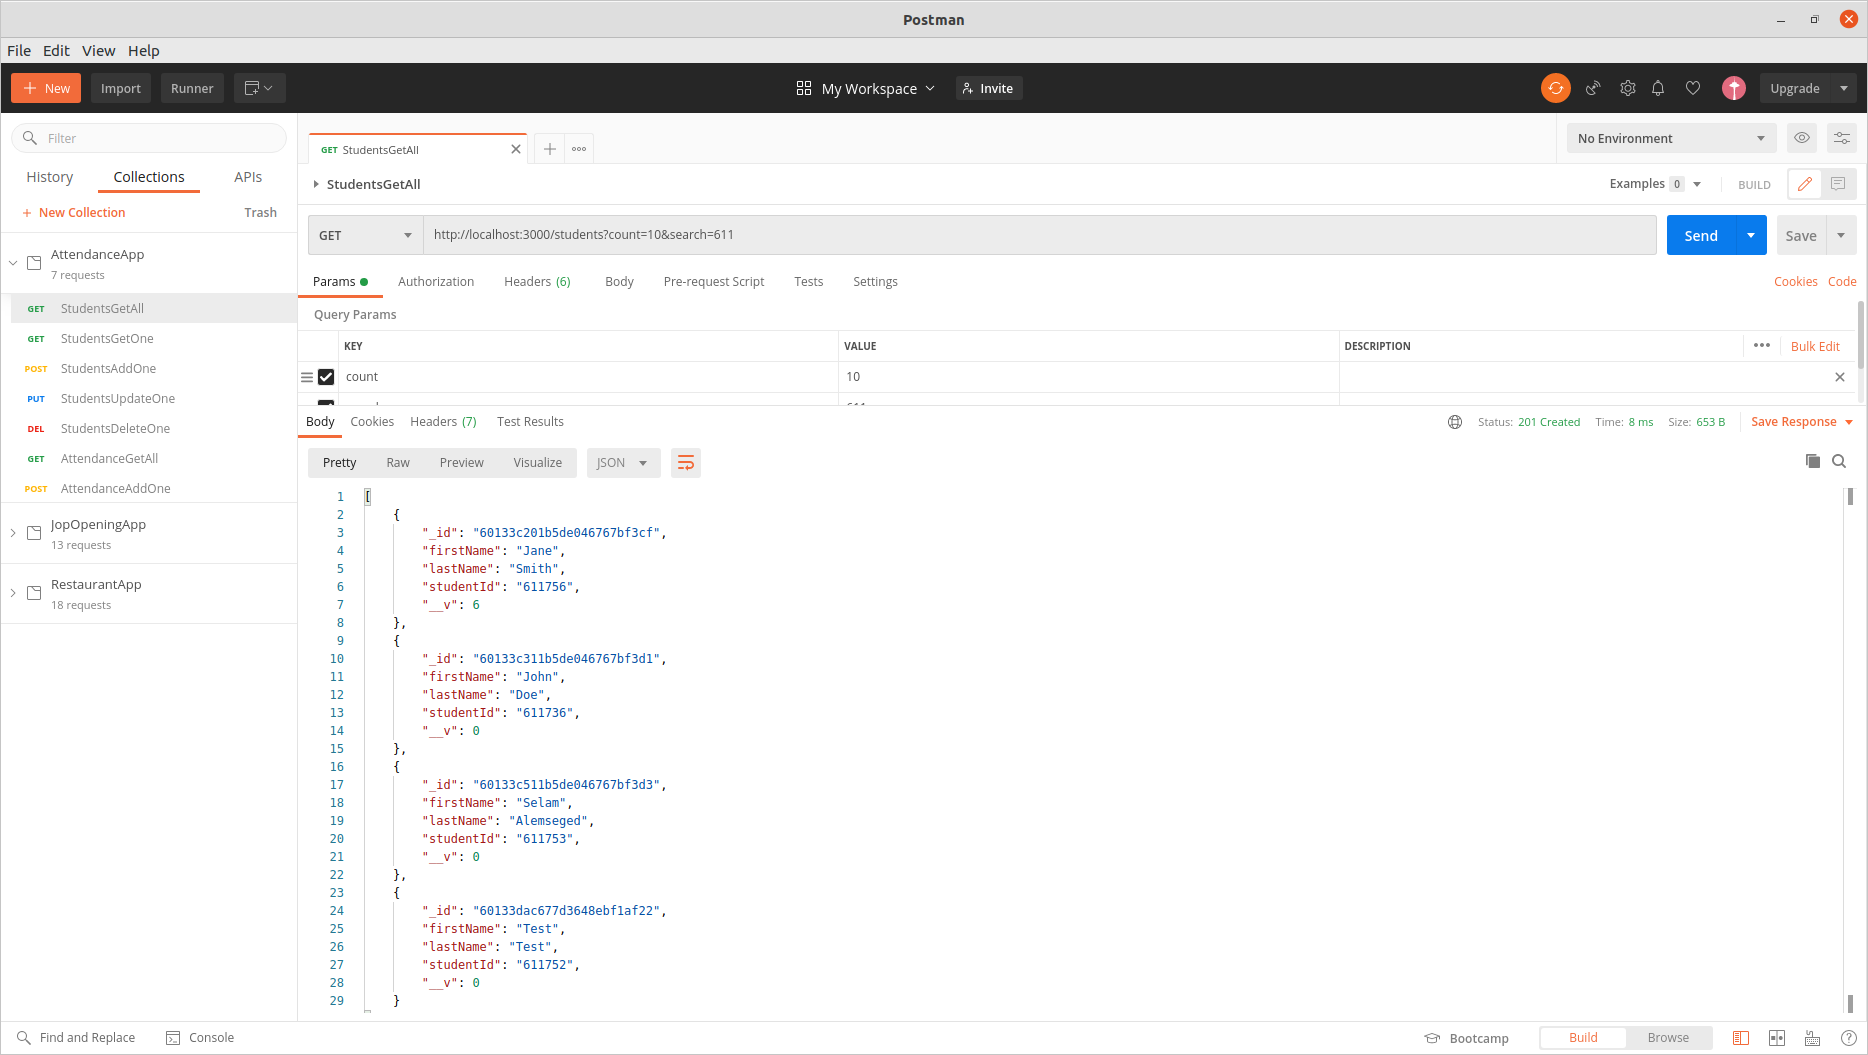 Postman
File Edit View Help
New Import Runner My Workspace Invite Upgrade
Filter
History Collections APIs
+ New Collection Trash
AttendanceApp
7 requests
GET StudentsGetAll
GET StudentsGetOne
POST StudentsAddOne
PUT StudentsUpdateOne
DEL StudentsDeleteOne
GET AttendanceGetAll
POST AttendanceAddOne
JopOpeningApp
13 requests
RestaurantApp
18 requests
GET StudentsGetAll
No Environment
StudentsGetAll
Examples 0 BUILD
GET http://localhost:3000/students?count=10&search=611 Send Save
Params Authorization Headers (6) Body Pre-request Script Tests Settings Cookies Code
Query Params
KEY VALUE DESCRIPTION Bulk Edit
count 10
Body Cookies Headers (7) Test Results Status: 201 Created Time: 8 ms Size: 653 B Save Response
Pretty Raw Preview Visualize JSON
1 [
2 {
3 "_id": "60133c201b5de046767bf3cf",
4 "firstName": "Jane",
5 "lastName": "Smith",
6 "studentId": "611756",
7 "__v": 6
8 },
9 {
10 "_id": "60133c311b5de046767bf3d1",
11 "firstName": "John",
12 "lastName": "Doe",
13 "studentId": "611736",
14 "__v": 0
15 },
16 {
17 "_id": "60133c511b5de046767bf3d3",
18 "firstName": "Selam",
19 "lastName": "Alemseged",
20 "studentId": "611753",
21 "__v": 0
22 },
23 {
24 "_id": "60133dac677d3648ebf1af22",
25 "firstName": "Test",
26 "lastName": "Test",
27 "studentId": "611752",
28 "__v": 0
29 }
Find and Replace Console Bootcamp Build Browse